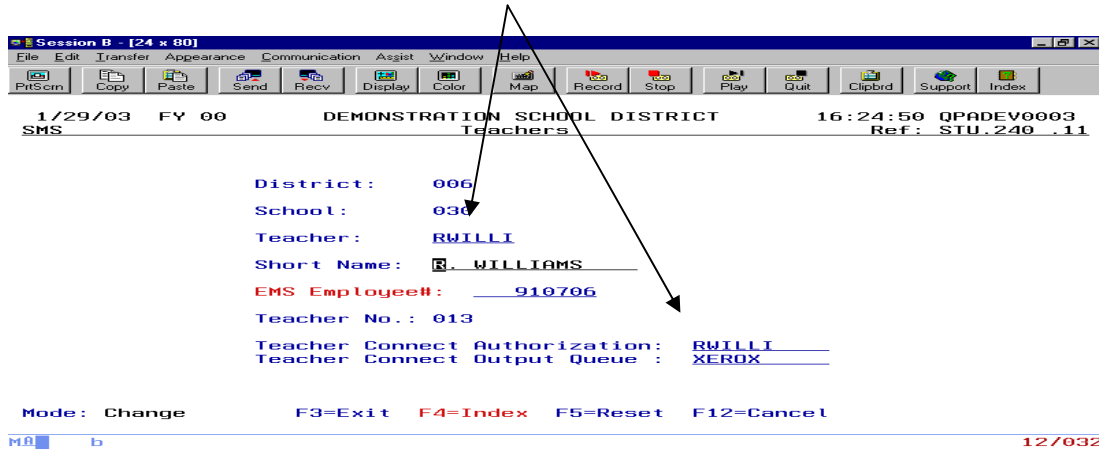 Session B - [24 x 80]
File Edit Transfer Appearance Communication Assist Window Help
PrtScrn Copy Paste Send Recv Display Color Map Record Stop Play Quit Clipbrd Support Index
1/29/03 FY 00 DEMONSTRATION SCHOOL DISTRICT 16:24:50 QPADEV0003
SMS Teachers Ref: STU.240 .11
District: 006
School: 030
Teacher: RWILLI
Short Name: R. WILLIAMS
EMS Employee#: 910706
Teacher No.: 013
Teacher Connect Authorization: RWILLI
Teacher Connect Output Queue : XEROX
Mode: Change F3=Exit F4=Index F5=Reset F12=Cancel
MA b 12/032